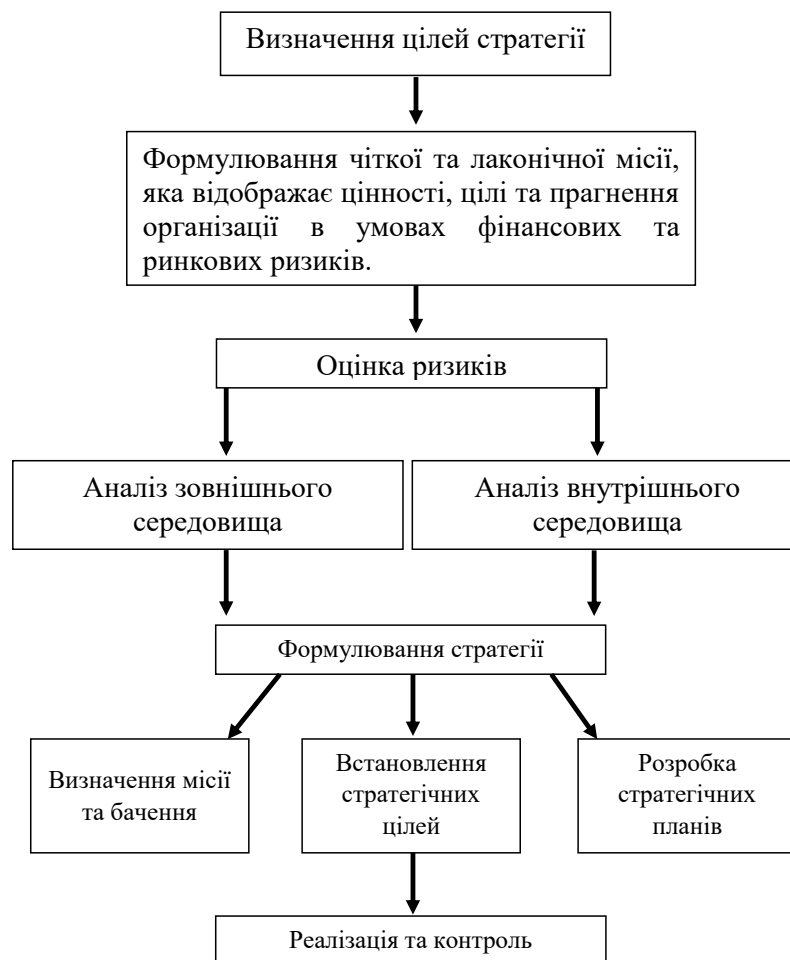 Визначення цілей стратегії
Формулювання чіткої та лаконічної місії,
яка відображає цінності, цілі та прагнення
організації в умовах фінансових та
ринкових ризиків.
Оцінка ризиків
Аналіз зовнішнього
середовища
Аналіз внутрішнього
середовища
Формулювання стратегії
Визначення місії
та бачення
Встановлення
стратегічних
цілей
Розробка
стратегічних
планів
Реалізація та контроль